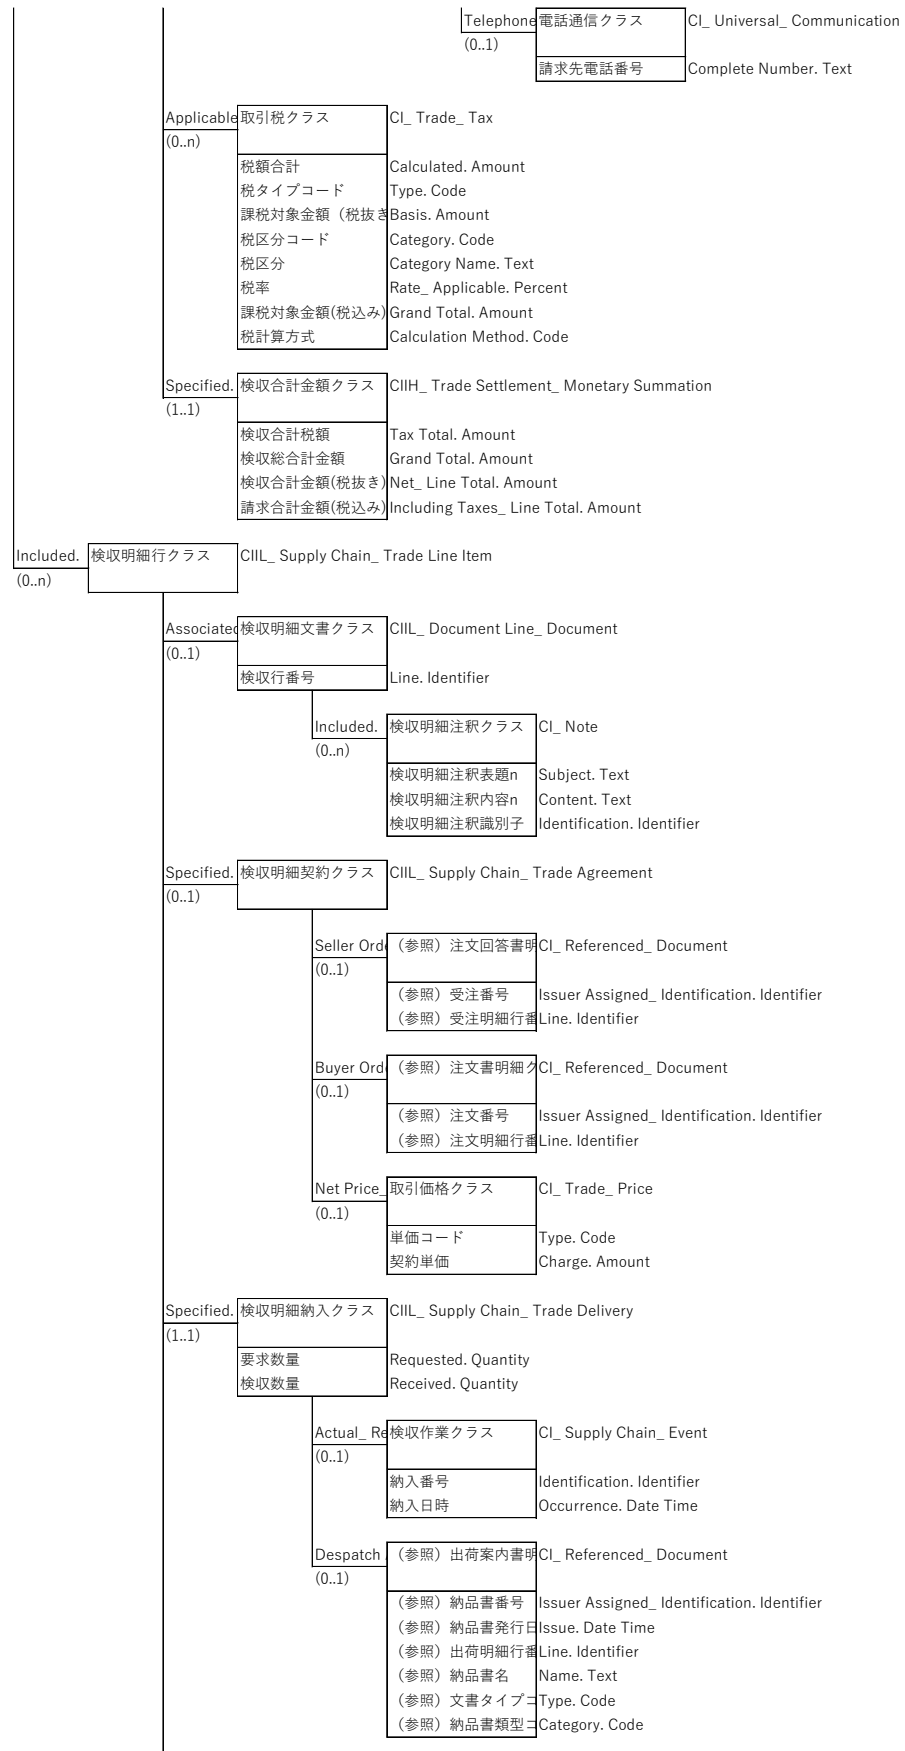 Telephone 電話通信クラス CI_ Universal_ Communication
(0..1)
請求先電話番号 Complete Number. Text
Applicable 取引税クラス CI_ Trade_ Tax
(0..n)
税額合計 Calculated. Amount
税タイプコード Type. Code
課税対象金額（税抜き Basis. Amount
税区分コード Category. Code
税区分 Category Name. Text
税率 Rate_ Applicable. Percent
課税対象金額(税込み) Grand Total. Amount
税計算方式 Calculation Method. Code
Specified. 検収合計金額クラス CIIH_ Trade Settlement_ Monetary Summation
(1..1)
検収合計税額 Tax Total. Amount
検収総合計金額 Grand Total. Amount
検収合計金額(税抜き) Net_ Line Total. Amount
請求合計金額(税込み) Including Taxes_ Line Total. Amount
Included. 検収明細行クラス CIIL_ Supply Chain_ Trade Line Item
(0..n)
Associated 検収明細文書クラス CIIL_ Document Line_ Document
(0..1)
検収行番号 Line. Identifier
Included. 検収明細注釈クラス CI_ Note
(0..n)
検収明細注釈表題n Subject. Text
検収明細注釈内容n Content. Text
検収明細注釈識別子 Identification. Identifier
Specified. 検収明細契約クラス CIIL_ Supply Chain_ Trade Agreement
(0..1)
Seller Ord （参照）注文回答書明 CI_ Referenced_ Document
(0..1)
（参照）受注番号 Issuer Assigned_ Identification. Identifier
（参照）受注明細行番 Line. Identifier
Buyer Ord （参照）注文書明細ク CI_ Referenced_ Document
(0..1)
（参照）注文番号 Issuer Assigned_ Identification. Identifier
（参照）注文明細行番 Line. Identifier
Net Price_ 取引価格クラス CI_ Trade_ Price
(0..1)
単価コード Type. Code
契約単価 Charge. Amount
Specified. 検収明細納入クラス CIIL_ Supply Chain_ Trade Delivery
(1..1)
要求数量 Requested. Quantity
検収数量 Received. Quantity
Actual_ Re 検収作業クラス CI_ Supply Chain_ Event
(0..1)
納入番号 Identification. Identifier
納入日時 Occurrence. Date Time
Despatch （参照）出荷案内書明 CI_ Referenced_ Document
(0..1)
（参照）納品書番号 Issuer Assigned_ Identification. Identifier
（参照）納品書発行日 Issue. Date Time
（参照）出荷明細行番 Line. Identifier
（参照）納品書名 Name. Text
（参照）文書タイプコ Type. Code
（参照）納品書類型コ Category. Code